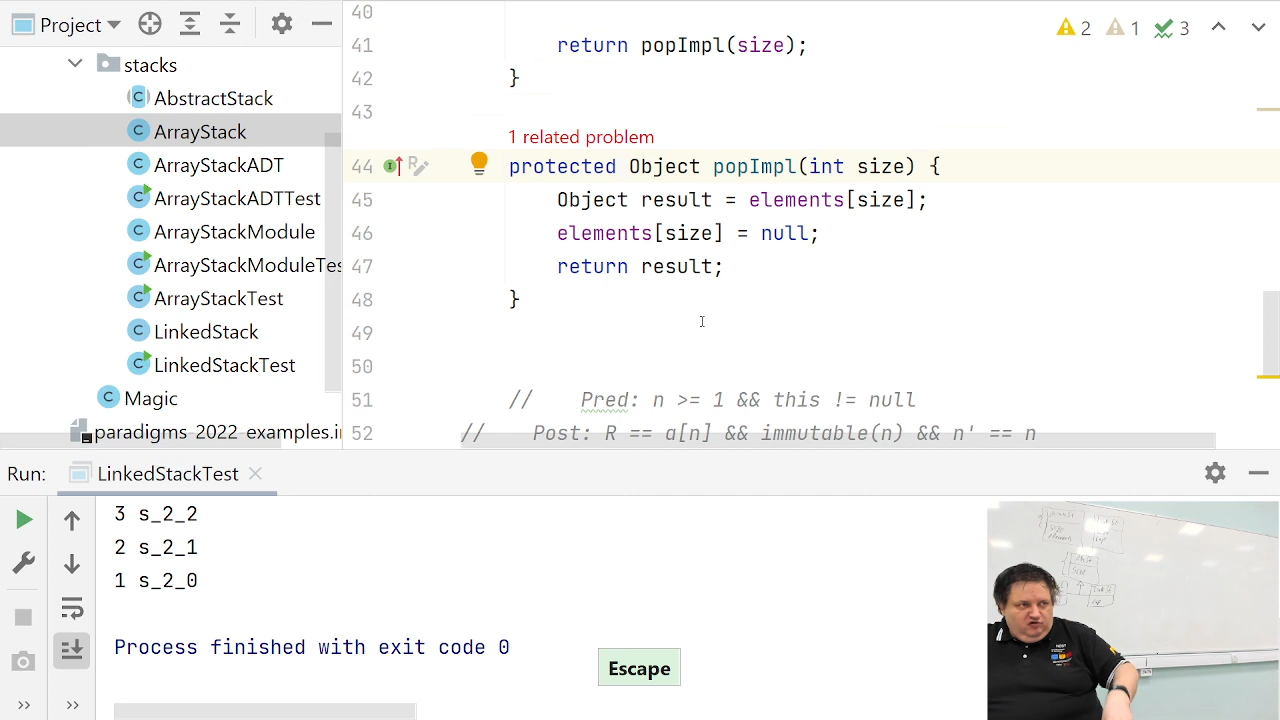 Project
stacks
AbstractStack
ArrayStack
ArrayStackADT
ArrayStackADTTest
ArrayStackModule
ArrayStackModuleTes
ArrayStackTest
LinkedStack
LinkedStackTest
Magic
paradigms-2022-examples.i
2 1 3
40
41 return popImpl(size);
42 }
43
1 related problem
44 protected Object popImpl(int size) {
45 Object result = elements[size];
46 elements[size] = null;
47 return result;
48 }
49
50
51 // Pred: n >= 1 && this != null
52 // Post: R == a[n] && immutable(n) && n' == n
Run: LinkedStackTest
3 s_2_2
2 s_2_1
1 s_2_0
Process finished with exit code 0
Escape